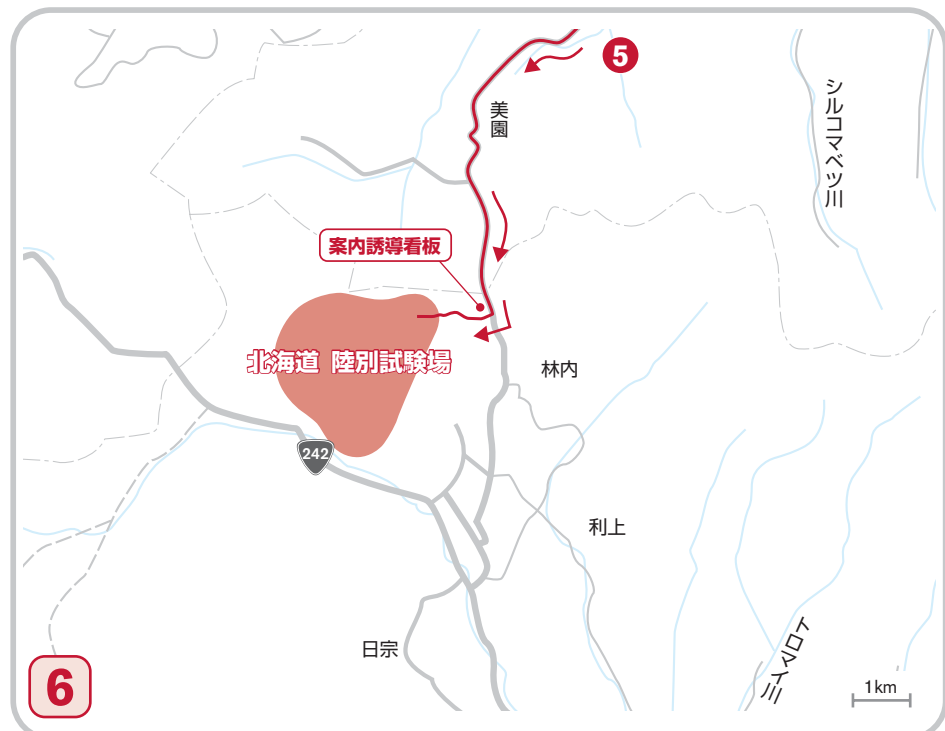 5
美園
シルコマベツ川
案内誘導看板
北海道 陸別試験場
林内
242
利上
日宗
トロマイ川
6
1km